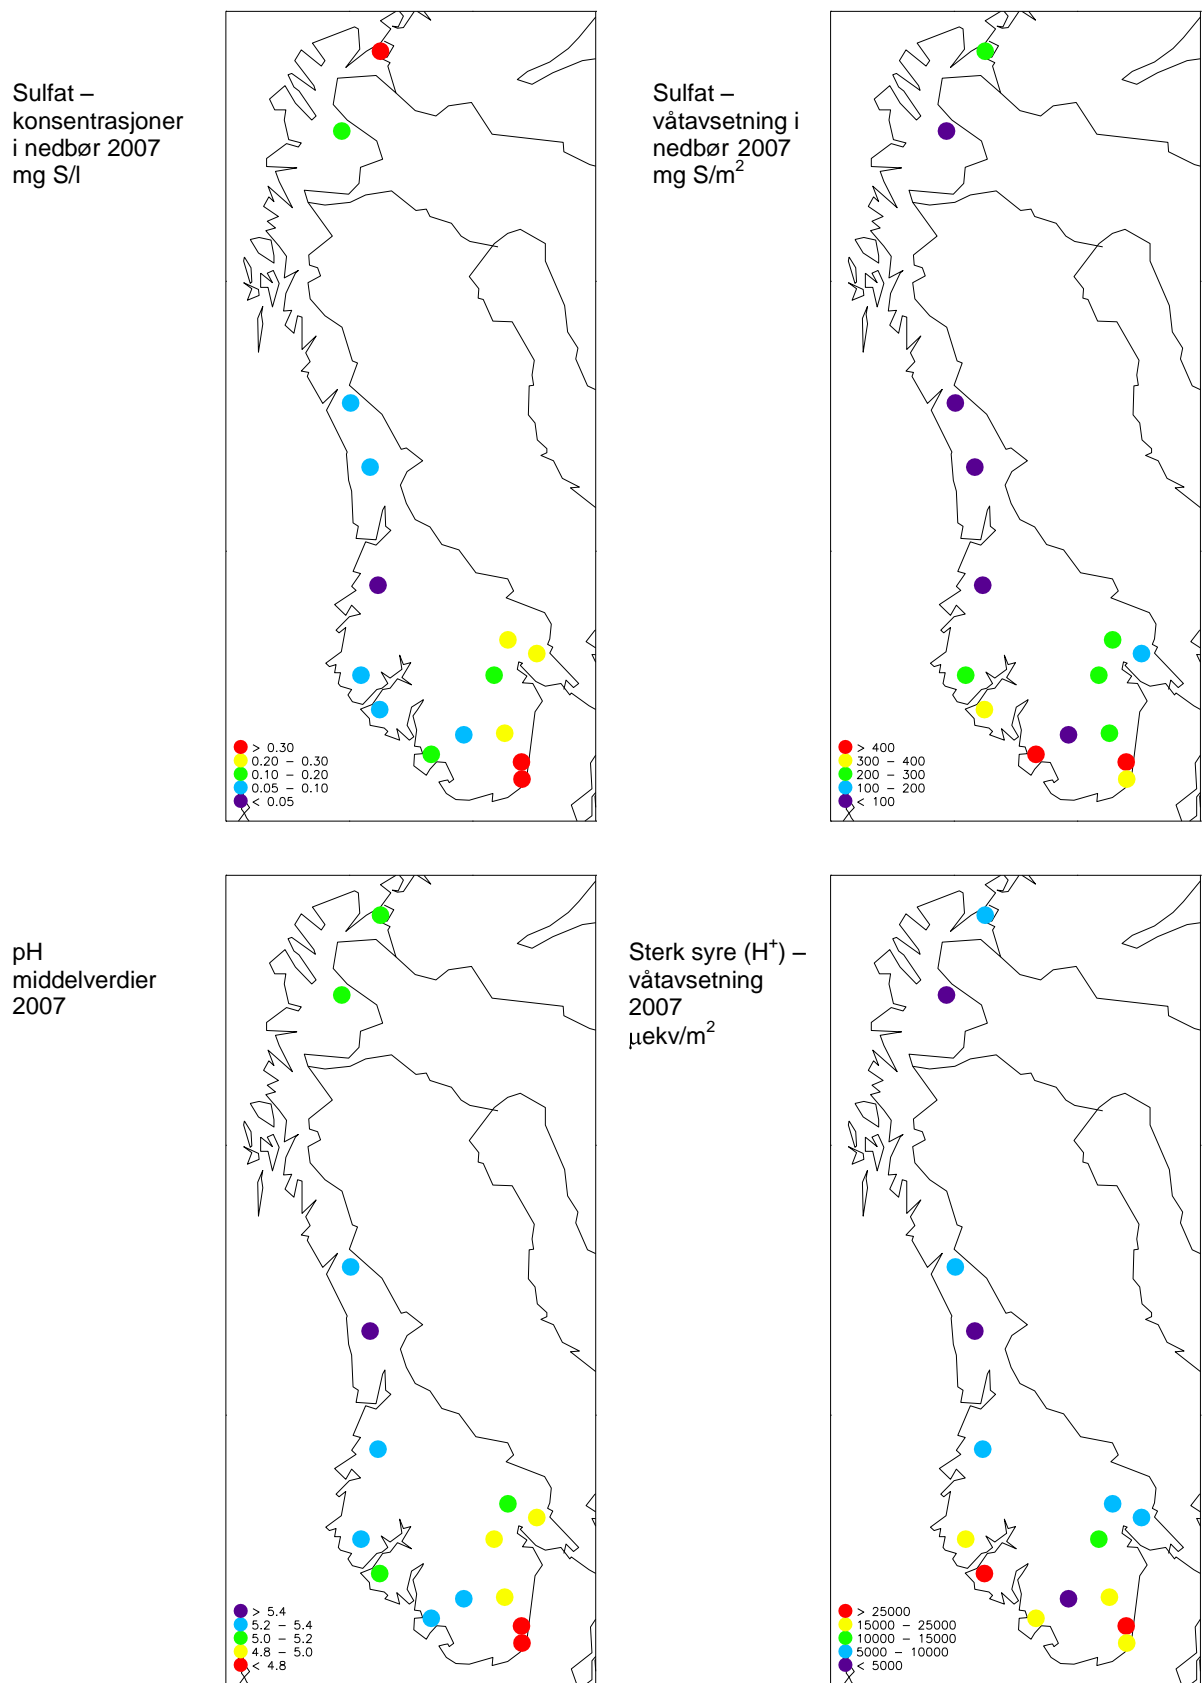 Sulfat –
konsentrasjoner
i nedbør 2007
mg S/l
> 0.30
0.20 – 0.30
0.10 – 0.20
0.05 – 0.10
< 0.05
Sulfat –
våtavsetning i
nedbør 2007
mg S/m²
> 400
300 – 400
200 – 300
100 – 200
< 100
pH
middelverdier
2007
> 5.4
5.2 – 5.4
5.0 – 5.2
4.8 – 5.0
< 4.8
Sterk syre (H⁺) –
våtavsetning
2007
µekv/m²
> 25000
15000 – 25000
10000 – 15000
5000 – 10000
< 5000